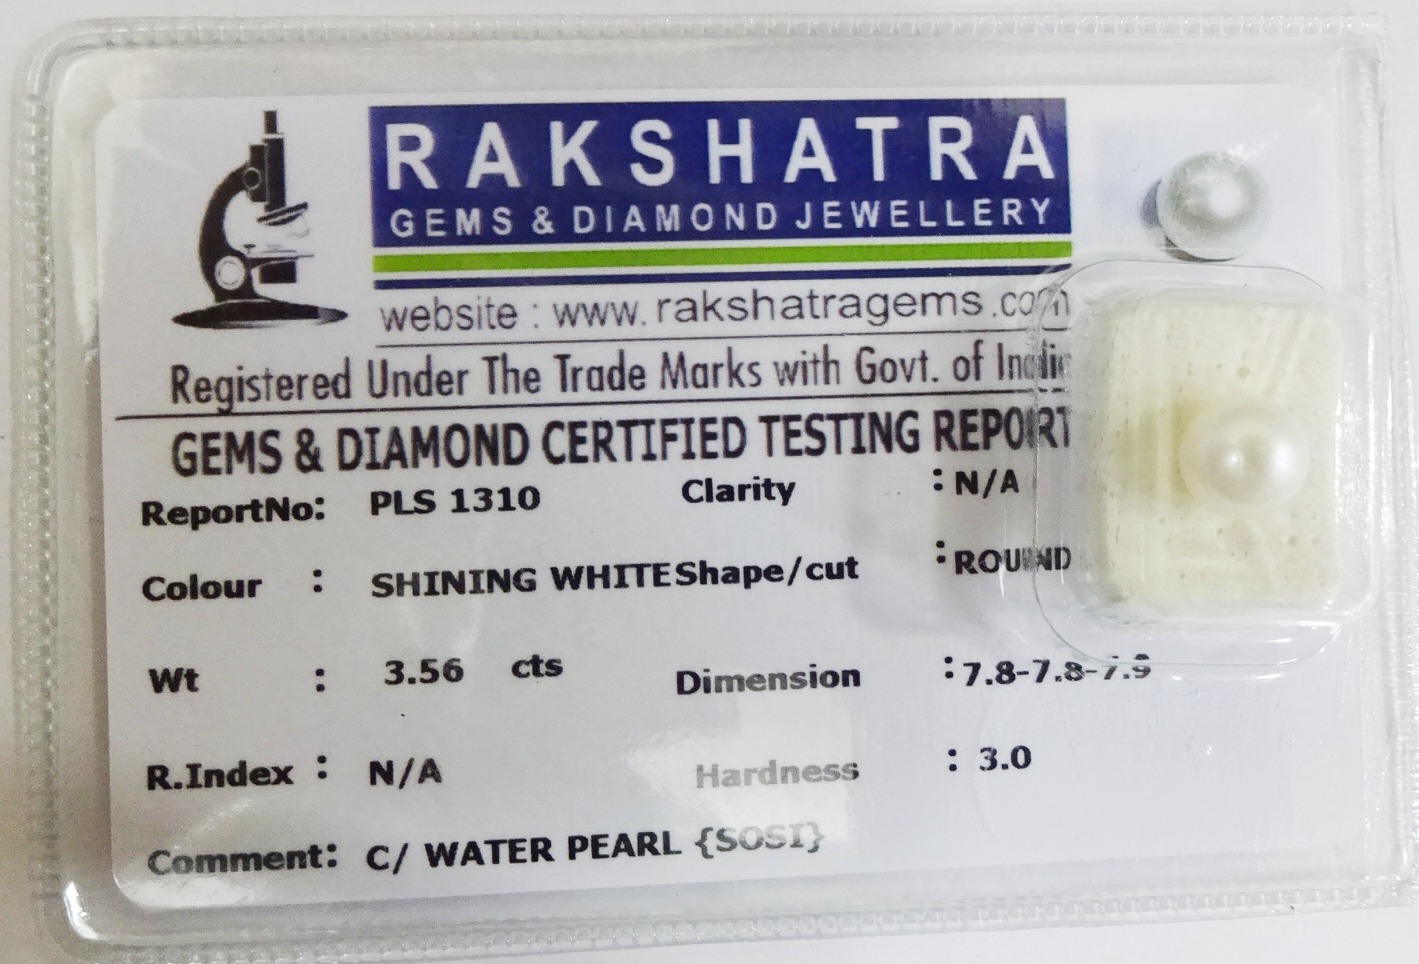 RAKSHATRA
GEMS & DIAMOND JEWELLERY
website : www.rakshatragems.com
Registered Under The Trade Marks with Govt. of India
GEMS & DIAMOND CERTIFIED TESTING REPORT
ReportNo: PLS 1310 Clarity : N/A
Colour : SHINING WHITE Shape/cut : ROUND
Wt : 3.56 cts Dimension : 7.8-7.8-7.9
R.Index : N/A Hardness : 3.0
Comment: C/ WATER PEARL {SOSI}